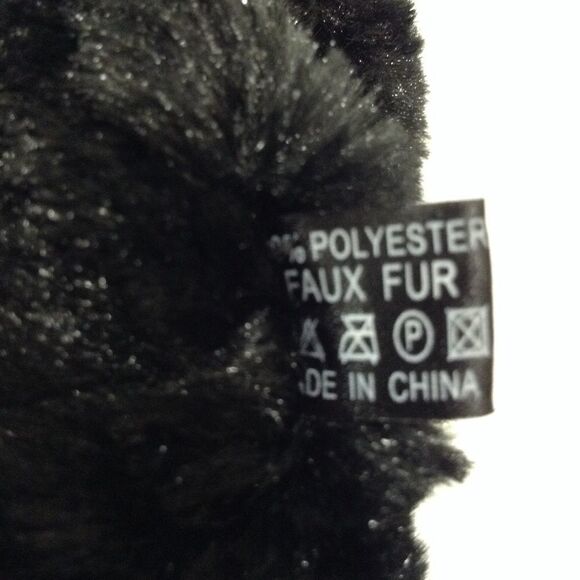 % POLYESTER
FAUX FUR
P
DE IN CHINA